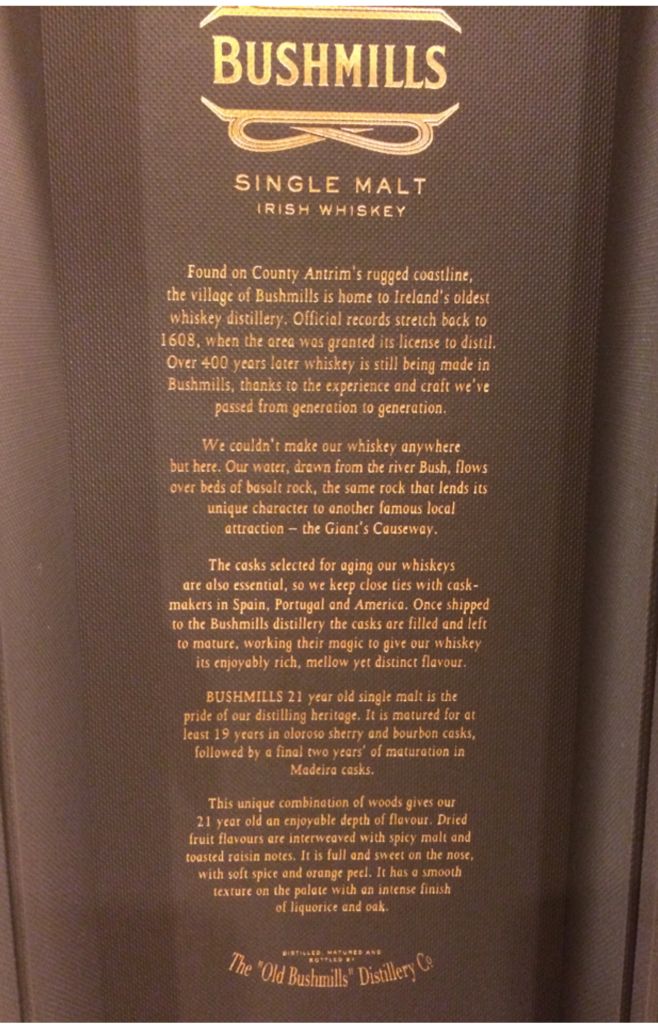 BUSHMILLS
SINGLE MALT
IRISH WHISKEY
Found on County Antrim's rugged coastline,
the village of Bushmills is home to Ireland's oldest
whiskey distillery. Official records stretch back to
1608, when the area was granted its license to distil.
Over 400 years later whiskey is still being made in
Bushmills, thanks to the experience and craft we've
passed from generation to generation.
We couldn't make our whiskey anywhere
but here. Our water, drawn from the river Bush, flows
over beds of basalt rock, the same rock that lends its
unique character to another famous local
attraction – the Giant's Causeway.
The casks selected for aging our whiskeys
are also essential, so we keep close ties with cask-
makers in Spain, Portugal and America. Once shipped
to the Bushmills distillery the casks are filled and left
to mature, working their magic to give our whiskey
its enjoyably rich, mellow yet distinct flavour.
BUSHMILLS 21 year old single malt is the
pride of our distilling heritage. It is matured for at
least 19 years in oloroso sherry and bourbon casks,
followed by a final two years' of maturation in
Madeira casks.
This unique combination of woods gives our
21 year old an enjoyable depth of flavour. Dried
fruit flavours are interweaved with spicy malt and
toasted raisin notes. It is full and sweet on the nose,
with soft spice and orange peel. It has a smooth
texture on the palate with an intense finish
of liquorice and oak.
DISTILLED, MATURED AND
BOTTLED BY
The "Old Bushmills" Distillery Co.